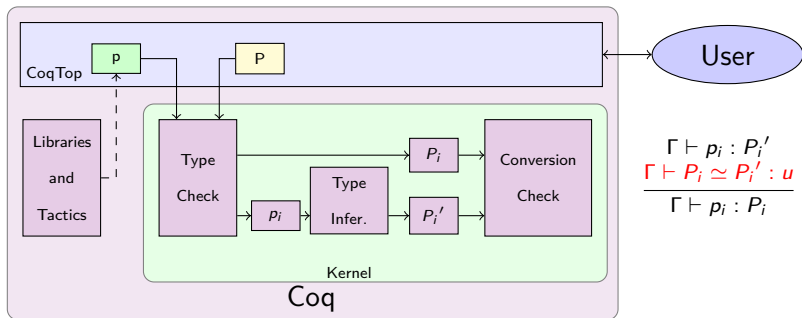 p
P
CoqTop
User
Libraries
and
Tactics
Type
Check
P_i
p_i
Type
Infer.
P_i′
Conversion
Check
Kernel
Coq
Γ ⊢ p_i : P_i′
Γ ⊢ P_i ≃ P_i′ : u
Γ ⊢ p_i : P_i